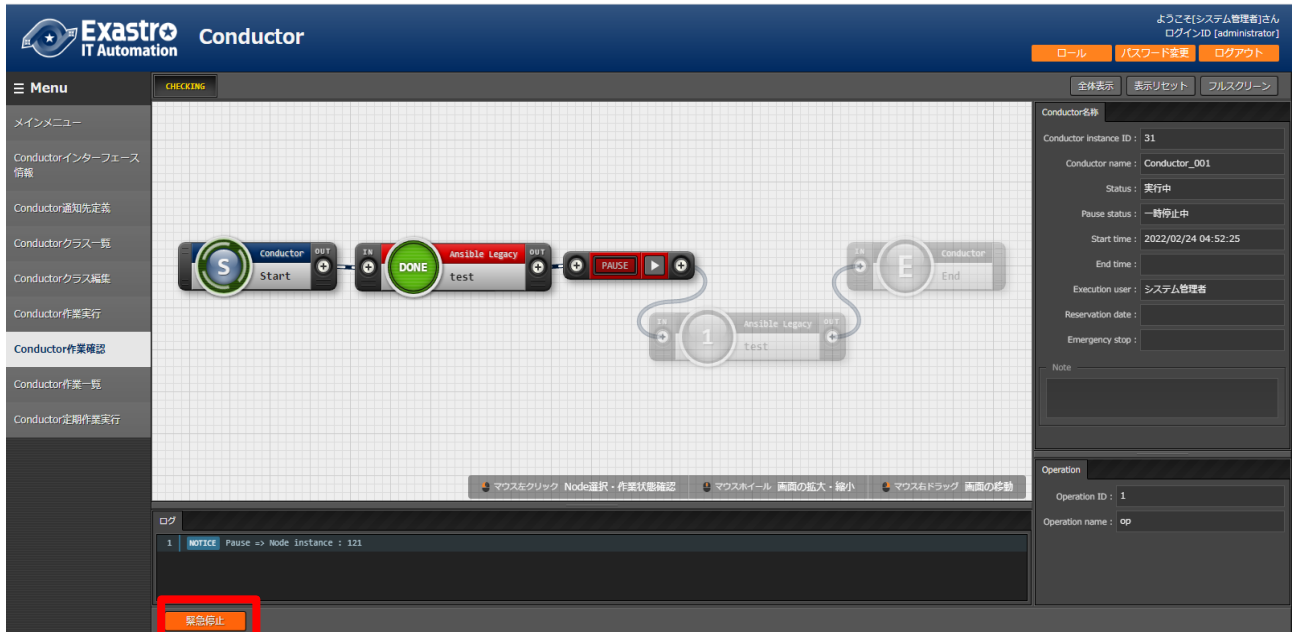 Exastro
IT Automation
Conductor
ようこそ[システム管理者]さん
ログインID [administrator]
ロール
パスワード変更
ログアウト
Menu
CHECKING
全体表示
表示リセット
フルスクリーン
メインメニュー
Conductorインターフェース
情報
Conductor通知先定義
Conductorクラス一覧
Conductorクラス編集
Conductor作業実行
Conductor作業確認
Conductor作業一覧
Conductor定期作業実行
S
Conductor
Start
OUT
IN
DONE
Ansible Legacy
test
OUT
PAUSE
IN
1
Ansible Legacy
test
OUT
IN
E
Conductor
End
マウス左クリック Node選択・作業状態確認
マウスホイール 画面の拡大・縮小
マウス右ドラッグ 画面の移動
Conductor名称
Conductor instance ID : 31
Conductor name : Conductor_001
Status : 実行中
Pause status : 一時停止中
Start time : 2022/02/24 04:52:25
End time :
Execution user : システム管理者
Reservation date :
Emergency stop :
Note
Operation
Operation ID : 1
Operation name : op
ログ
1 NOTICE Pause => Node instance : 121
緊急停止